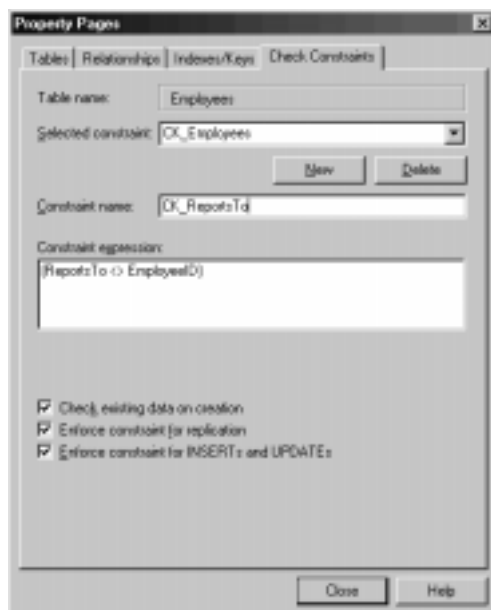 Property Pages
Tables Relationships Indexes/Keys Check Constraints
Table name: Employees
Selected constraint: CK_Employees
New Delete
Constraint name: CK_ReportsTo
Constraint expression:
(ReportsTo <> EmployeeID)
Check existing data on creation
Enforce constraint for replication
Enforce constraint for INSERTs and UPDATEs
Close Help